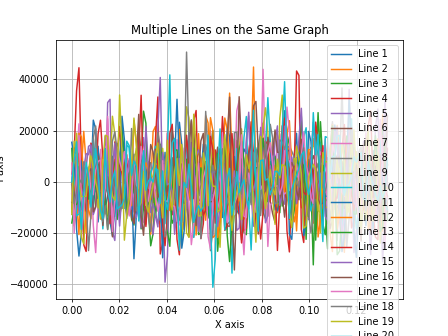 Multiple Lines on the Same Graph
40000
20000
0
−20000
−40000
0.00
0.02
0.04
0.06
0.08
0.10
X axis
axis
Line 1
Line 2
Line 3
Line 4
Line 5
Line 6
Line 7
Line 8
Line 9
Line 10
Line 11
Line 12
Line 13
Line 14
Line 15
Line 16
Line 17
Line 18
Line 19
Line 20